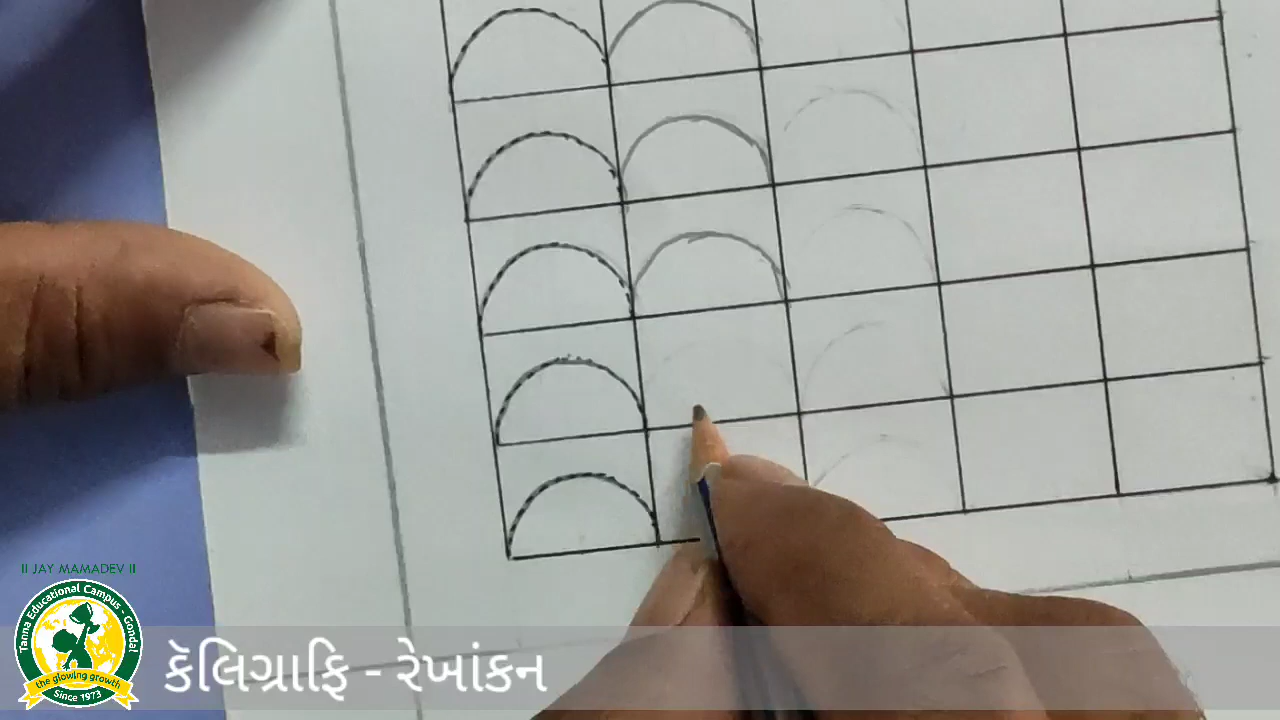 II JAY MAMADEV II
Tanna Educational Campus - Gondal
the glowing growth
Since 1973
કૅલિગ્રાફિ - રેખાંકન